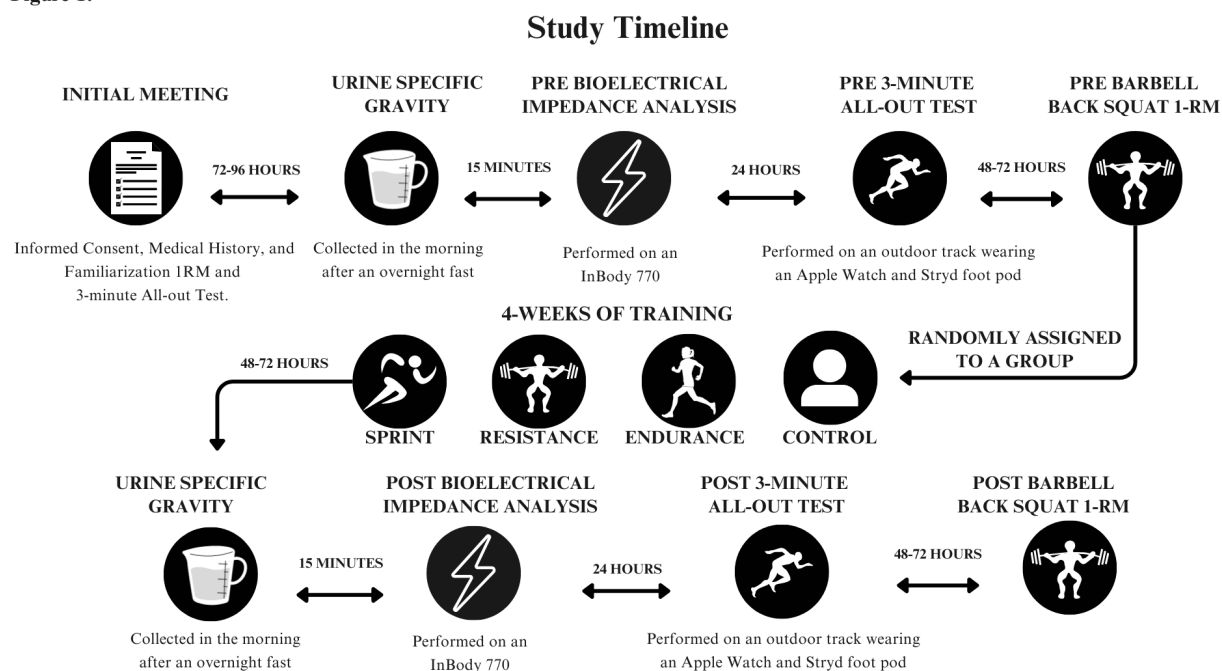 Study Timeline
INITIAL MEETING
URINE SPECIFIC
GRAVITY
PRE BIOELECTRICAL
IMPEDANCE ANALYSIS
PRE 3-MINUTE
ALL-OUT TEST
PRE BARBELL
BACK SQUAT 1-RM
72-96 HOURS
15 MINUTES
24 HOURS
48-72 HOURS
Informed Consent, Medical History, and
Familiarization 1RM and
3-minute All-out Test.
Collected in the morning
after an overnight fast
Performed on an
InBody 770
Performed on an outdoor track wearing
an Apple Watch and Stryd foot pod
4-WEEKS OF TRAINING
RANDOMLY ASSIGNED
TO A GROUP
48-72 HOURS
SPRINT
RESISTANCE
ENDURANCE
CONTROL
URINE SPECIFIC
GRAVITY
POST BIOELECTRICAL
IMPEDANCE ANALYSIS
POST 3-MINUTE
ALL-OUT TEST
POST BARBELL
BACK SQUAT 1-RM
15 MINUTES
24 HOURS
48-72 HOURS
Collected in the morning
after an overnight fast
Performed on an
InBody 770
Performed on an outdoor track wearing
an Apple Watch and Stryd foot pod